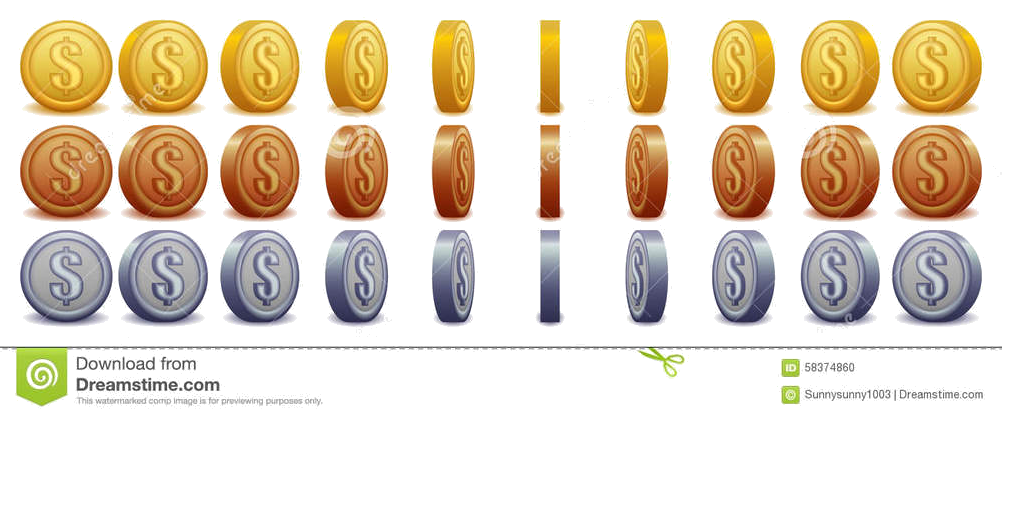 $ $ $ $ $ $ $ $ $
$ $ $ $ $ $ $ $ $
$ $ $ $ $ $ $ $ $
Download from
Dreamstime.com
This watermarked comp image is for previewing purposes only.
ID 58374860
© Sunnysunny1003 | Dreamstime.com